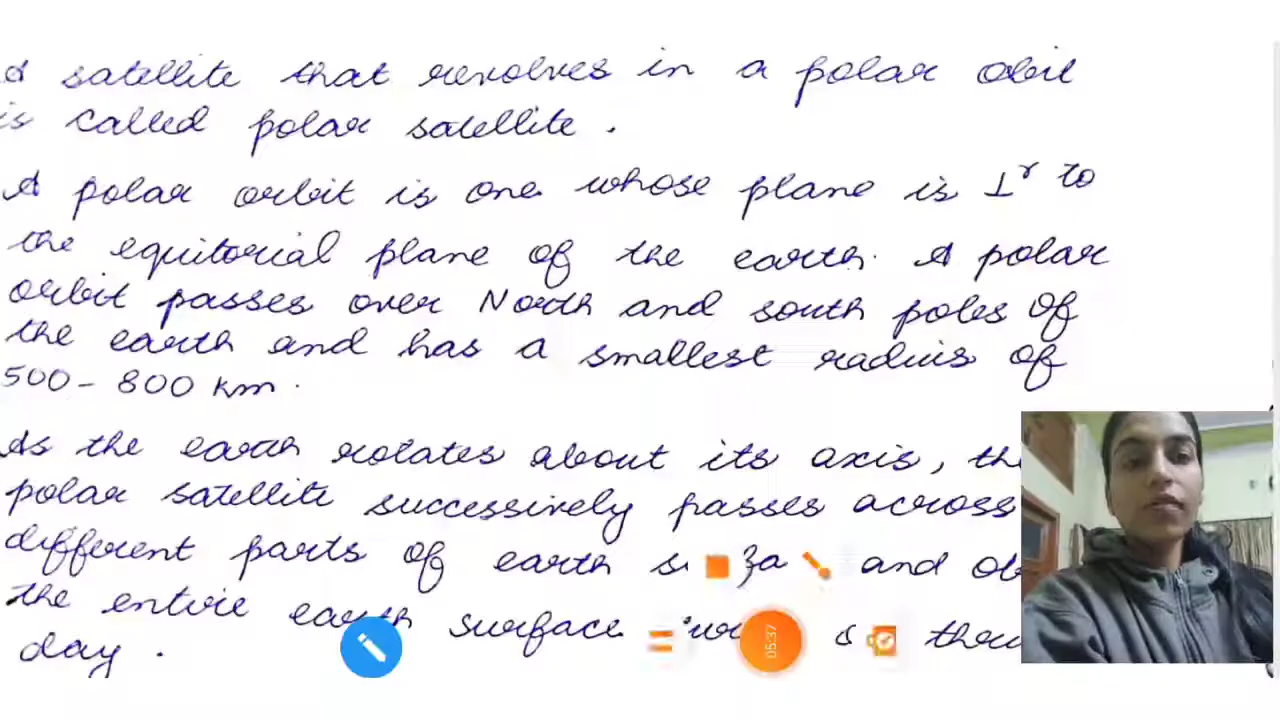 A satellite that revolves in a polar obit
is called polar satellite.
A polar orbit is one whose plane is ⊥r to
the equitorial plane of the earth. A polar
orbit passes over North and south poles of
the earth and has a smallest radius of
500 - 800 km.
As the earth rotates about its axis, the
polar satellite successively passes across
different parts of earth and
the entire earth surface
day.
05:37